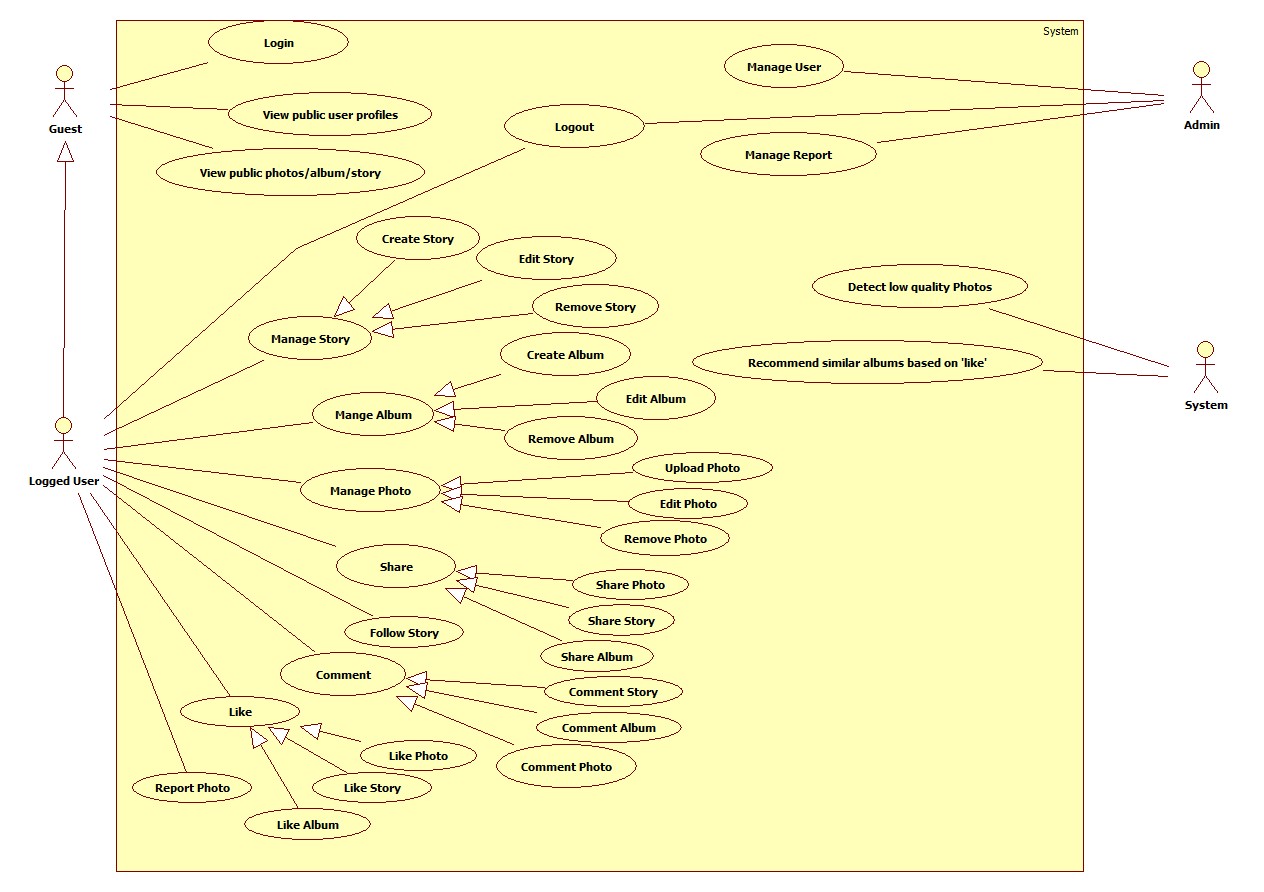 System
Login
Manage User
Guest
View public user profiles
Logout
Admin
Manage Report
View public photos/album/story
Create Story
Edit Story
Detect low quality Photos
Remove Story
Manage Story
Create Album
Recommend similar albums based on 'like'
System
Edit Album
Mange Album
Remove Album
Logged User
Upload Photo
Manage Photo
Edit Photo
Remove Photo
Share
Share Photo
Share Story
Follow Story
Share Album
Comment
Comment Story
Like
Comment Album
Like Photo
Comment Photo
Report Photo
Like Story
Like Album